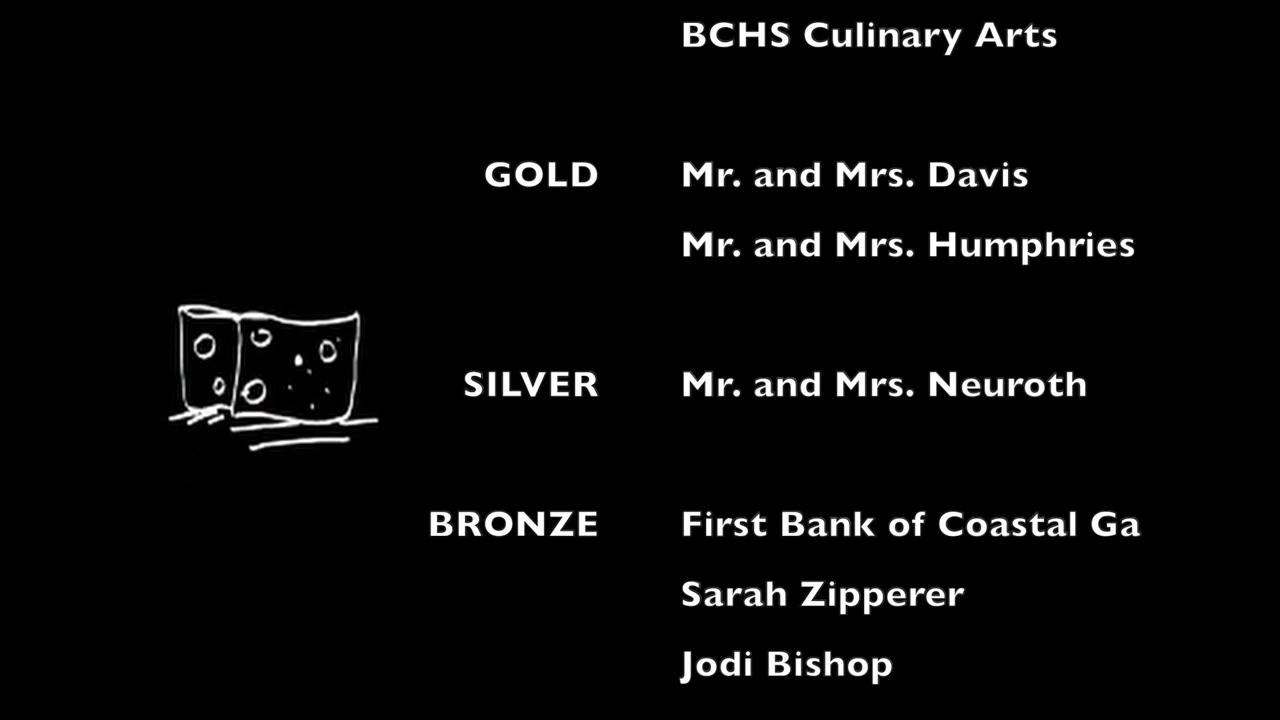 BCHS Culinary Arts
GOLD Mr. and Mrs. Davis
Mr. and Mrs. Humphries
SILVER Mr. and Mrs. Neuroth
BRONZE First Bank of Coastal Ga
Sarah Zipperer
Jodi Bishop